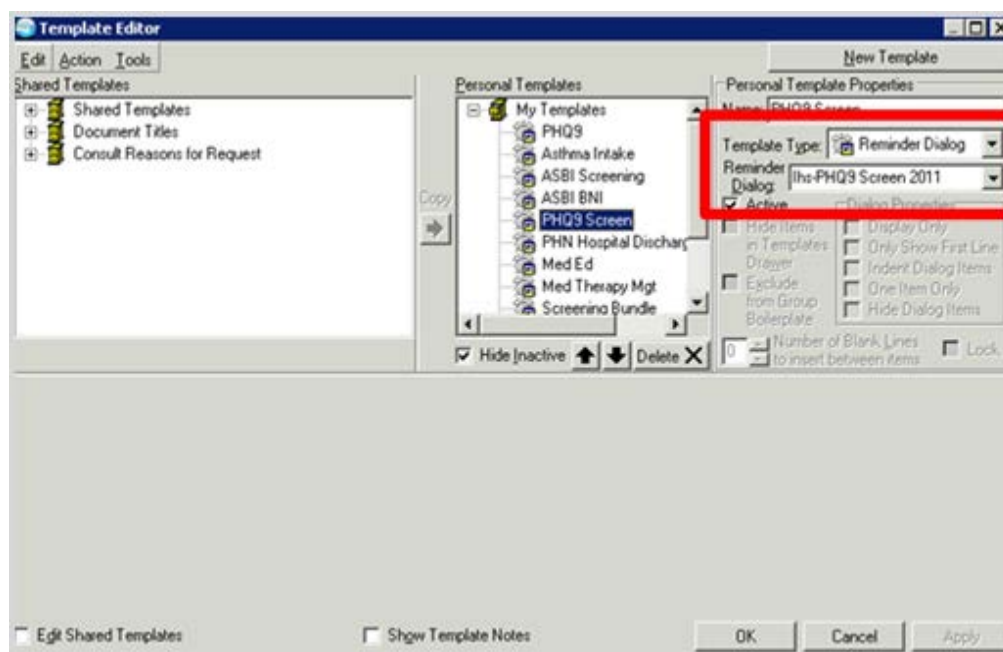 Template Editor
Edit Action Tools
New Template
Shared Templates
Shared Templates
Document Titles
Consult Reasons for Request
Copy
Personal Templates
My Templates
PHQ9
Asthma Intake
ASBI Screening
ASBI BNI
PHQ9 Screen
PHN Hospital Discharg
Med Ed
Med Therapy Mgt
Screening Bundle
Hide Inactive
Delete
Personal Template Properties
Name: PHQ9 Screen
Template Type: Reminder Dialog
Reminder
Dialog: Ihs-PHQ9 Screen 2011
Active
Hide Items
in Templates
Drawer
Exclude
from Group
Boilerplate
Dialog Properties
Display Only
Only Show First Line
Indent Dialog Items
One Item Only
Hide Dialog Items
0 Number of Blank Lines
to insert between items
Lock
Edit Shared Templates
Show Template Notes
OK
Cancel
Apply